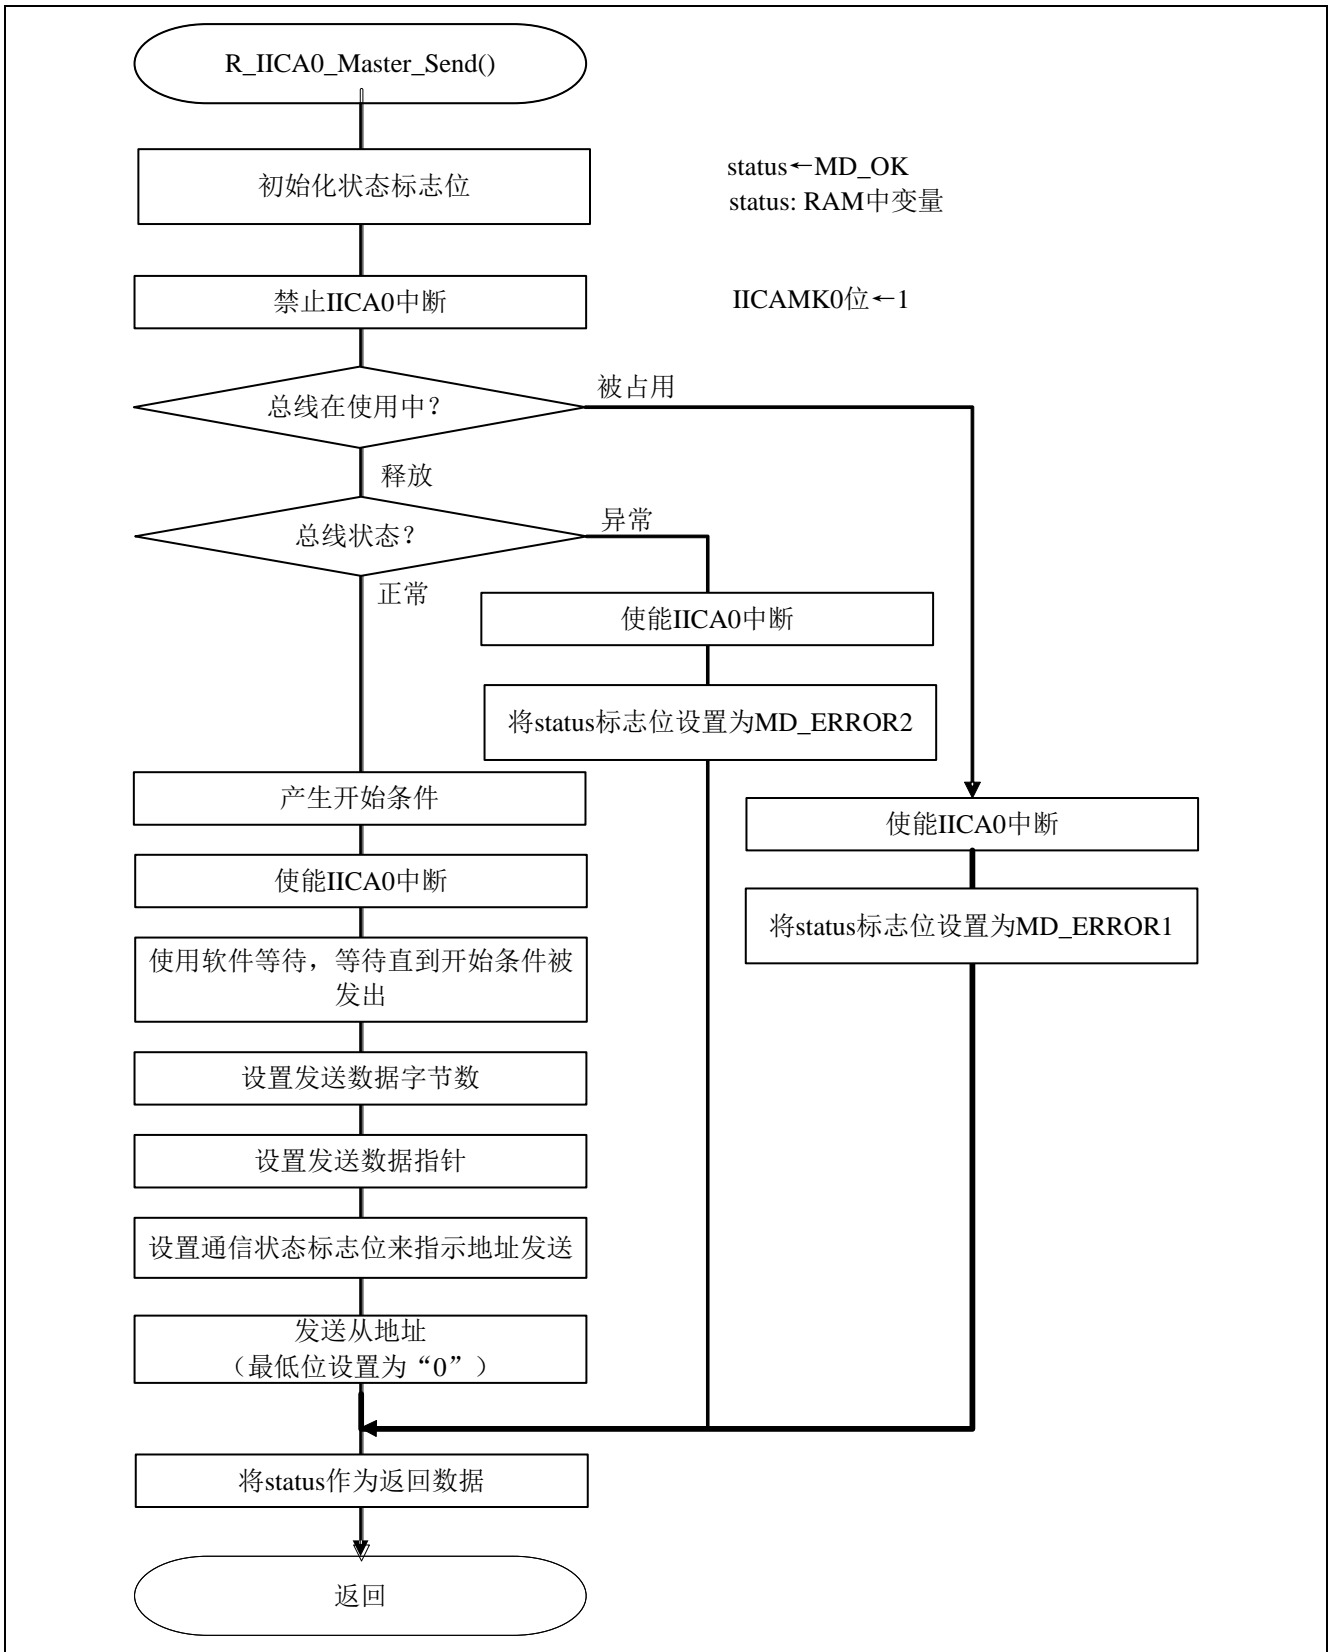 R_IICA0_Master_Send()
初始化状态标志位
status←MD_OK
status: RAM中变量
禁止IICA0中断
IICAMK0位←1
总线在使用中？
被占用
释放
总线状态？
异常
正常
使能IICA0中断
将status标志位设置为MD_ERROR2
产生开始条件
使能IICA0中断
使能IICA0中断
将status标志位设置为MD_ERROR1
使用软件等待，等待直到开始条件被
发出
设置发送数据字节数
设置发送数据指针
设置通信状态标志位来指示地址发送
发送从地址
（最低位设置为“0”）
将status作为返回数据
返回